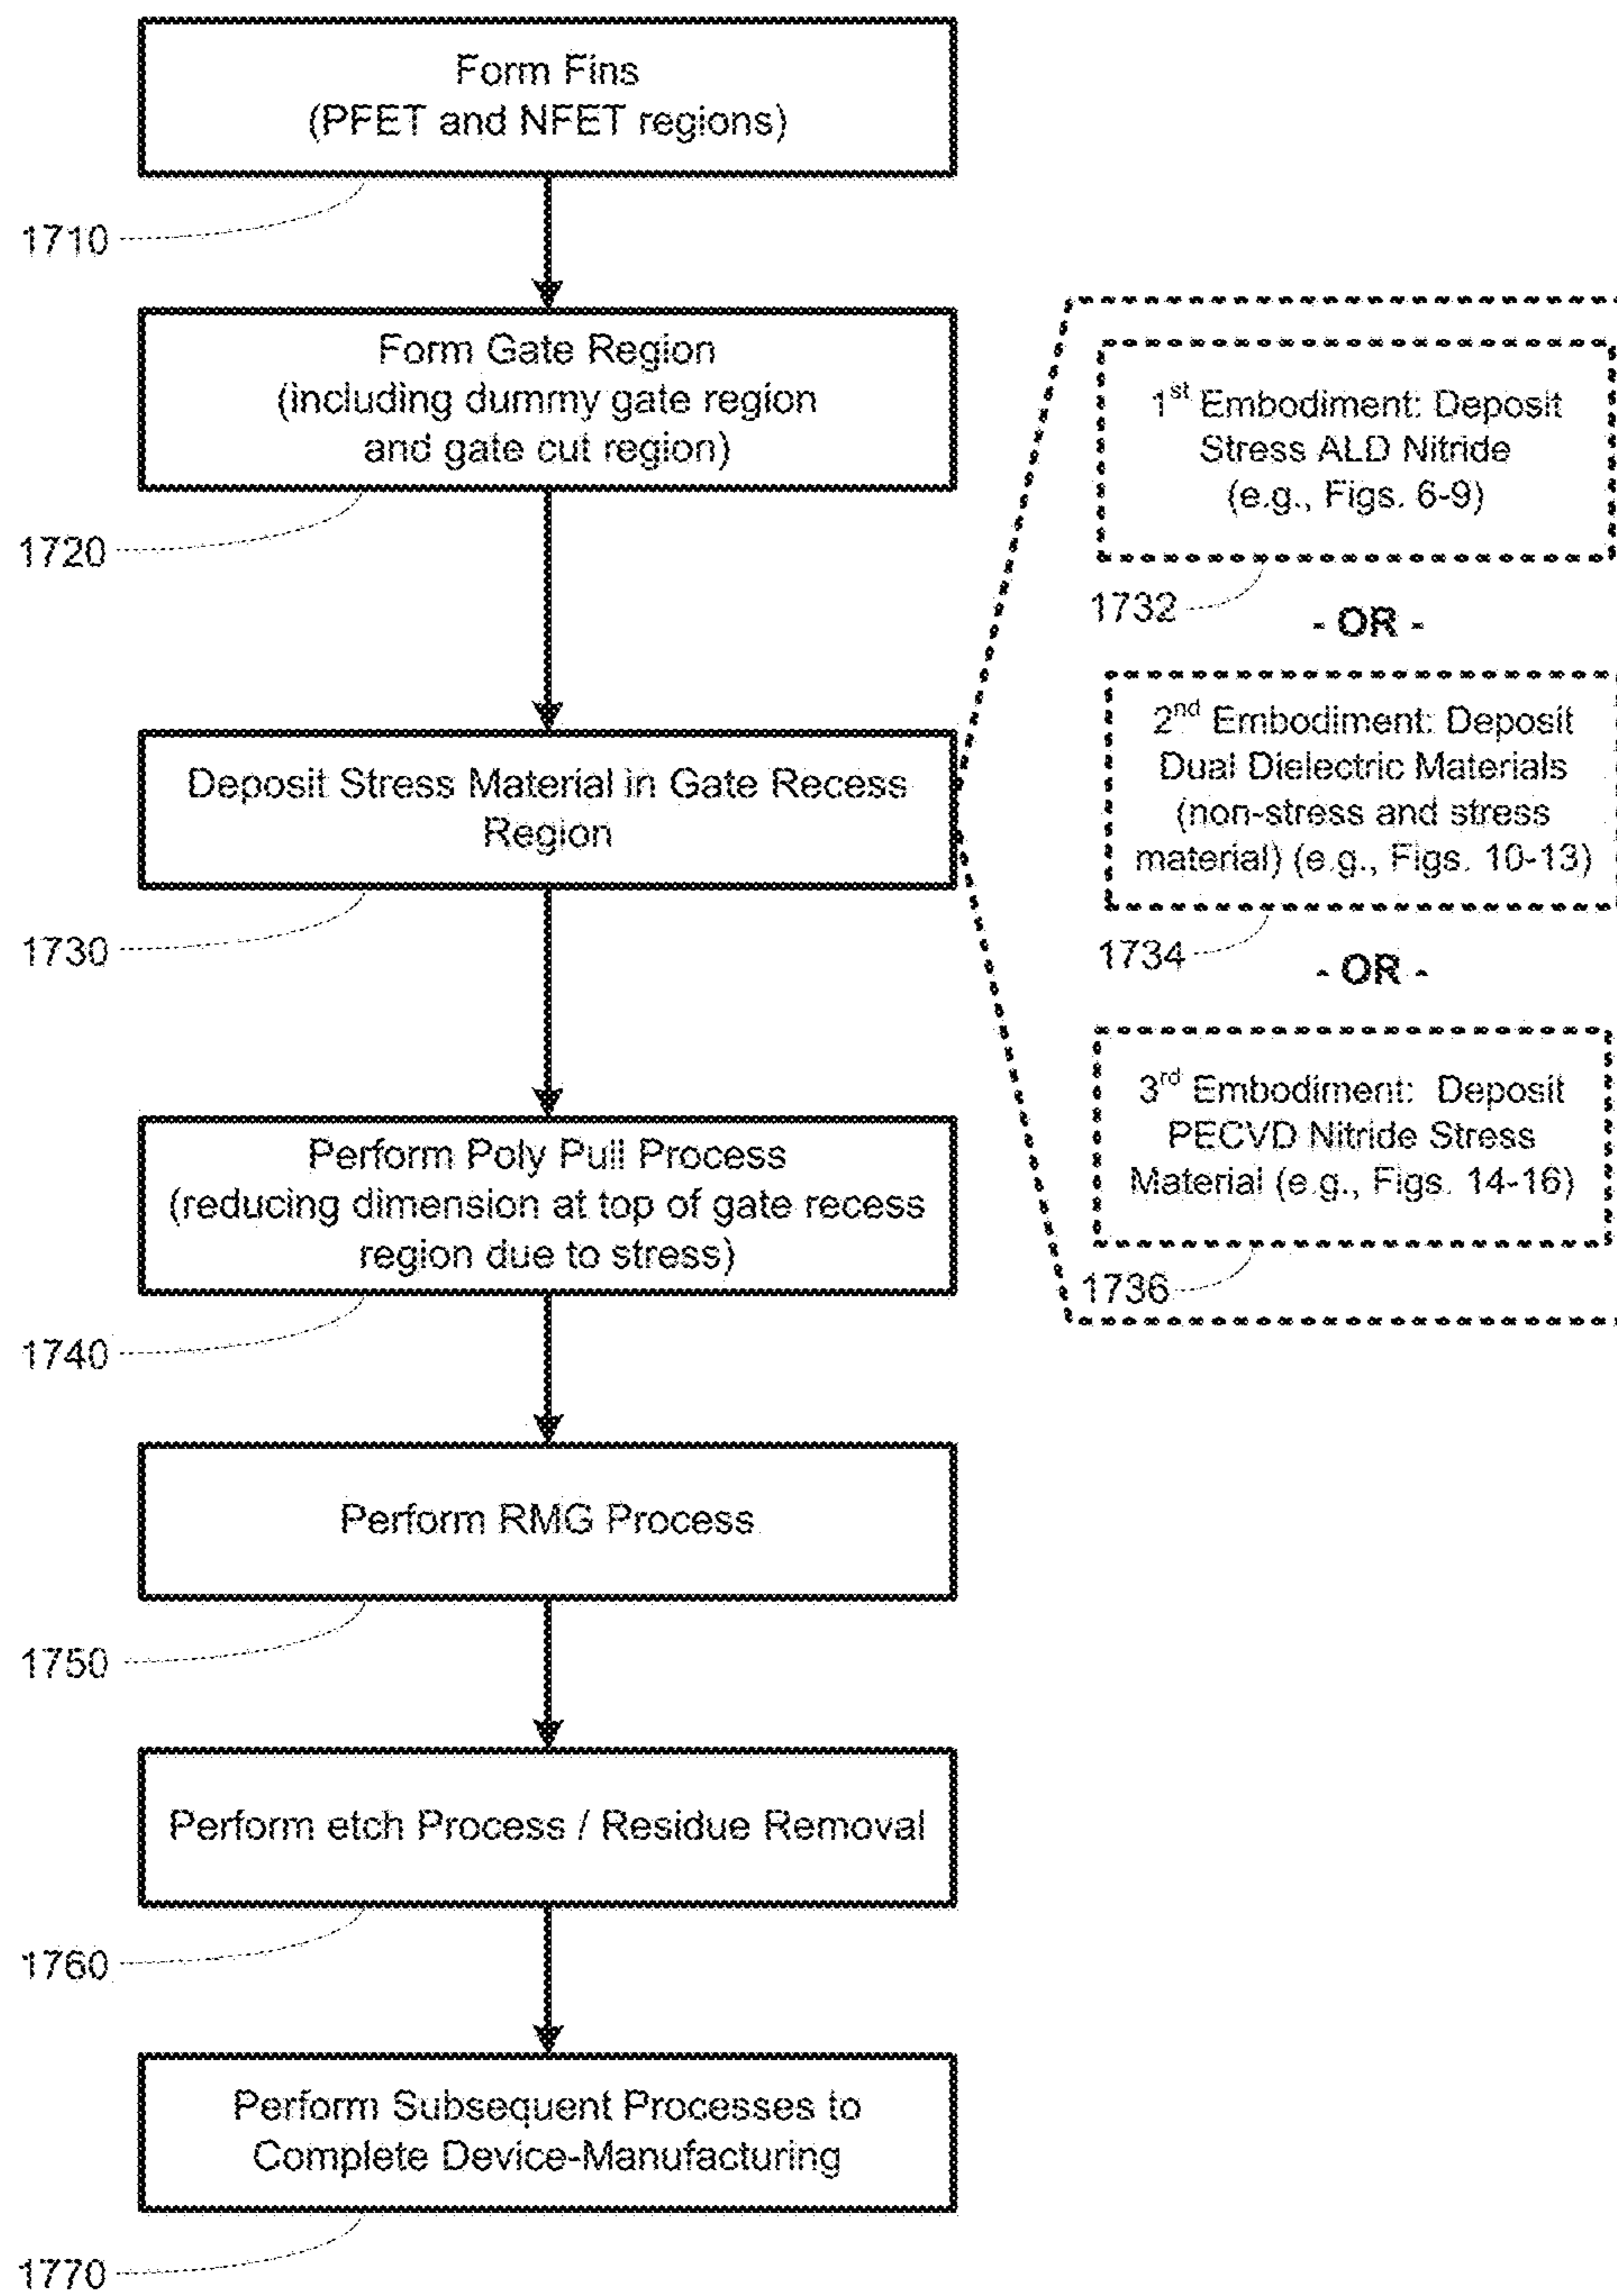 Form Fins
(PFET and NFET regions)
1710
Form Gate Region
(including dummy gate region
and gate cut region)
1720
Deposit Stress Material in Gate Recess
Region
1730
1st Embodiment: Deposit
Stress ALD Nitride
(e.g., Figs. 6-9)
1732
- OR -
2nd Embodiment: Deposit
Dual Dielectric Materials
(non-stress and stress
material) (e.g., Figs. 10-13)
1734
- OR -
3rd Embodiment: Deposit
PECVD Nitride Stress
Material (e.g., Figs. 14-16)
1736
Perform Poly Pull Process
(reducing dimension at top of gate recess
region due to stress)
1740
Perform RMG Process
1750
Perform etch Process / Residue Removal
1760
Perform Subsequent Processes to
Complete Device-Manufacturing
1770